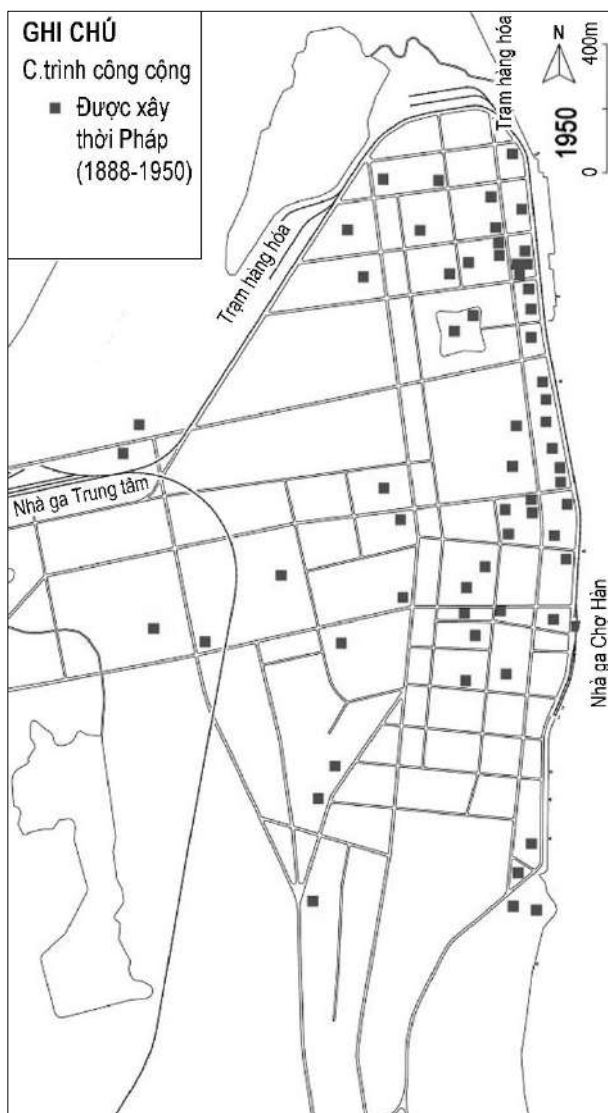 GHI CHÚ
C.trình công cộng
Được xây
thời Pháp
(1888-1950)
Trạm hàng hóa
N
400m
0
1950
Trạm hàng hóa
Nhà ga Trung tâm
Nhà ga Chợ Hàn